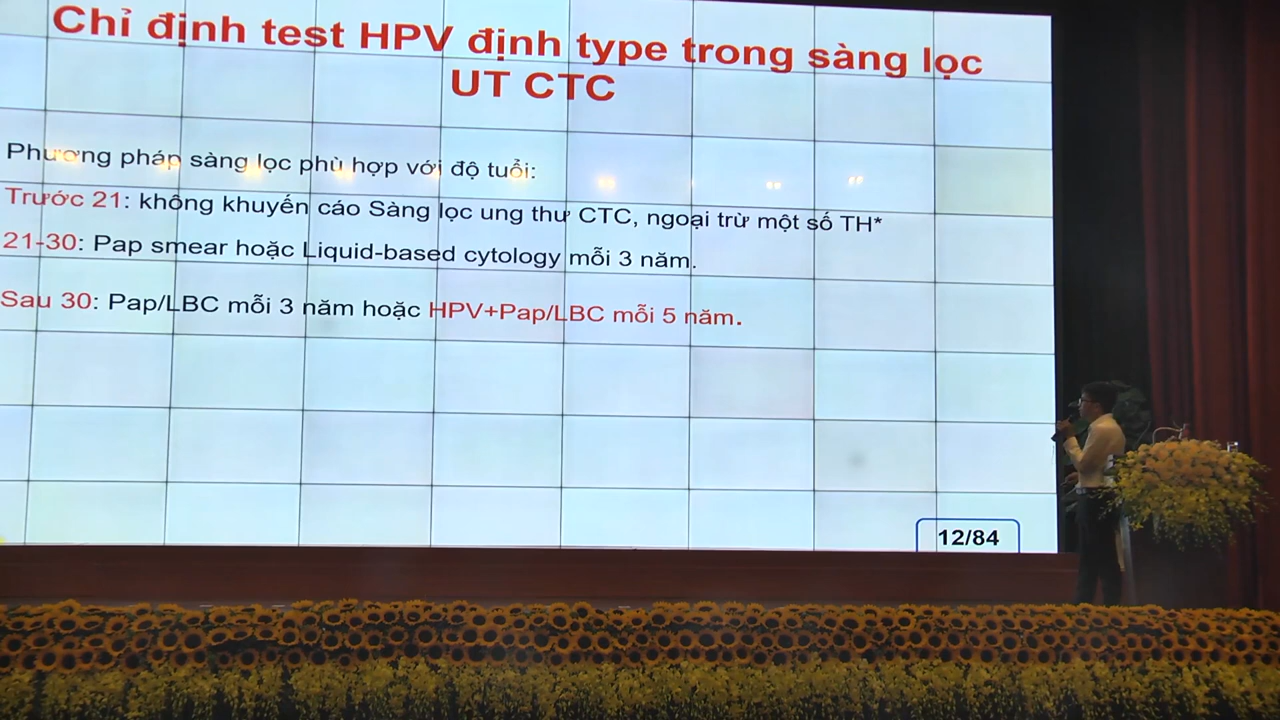 Chỉ định test HPV định type trong sàng lọc
UT CTC
Phương pháp sàng lọc phù hợp với độ tuổi:
Trước 21: không khuyến cáo Sàng lọc ung thư CTC, ngoại trừ một số TH*
21-30: Pap smear hoặc Liquid-based cytology mỗi 3 năm.
Sau 30: Pap/LBC mỗi 3 năm hoặc HPV+Pap/LBC mỗi 5 năm.
12/84